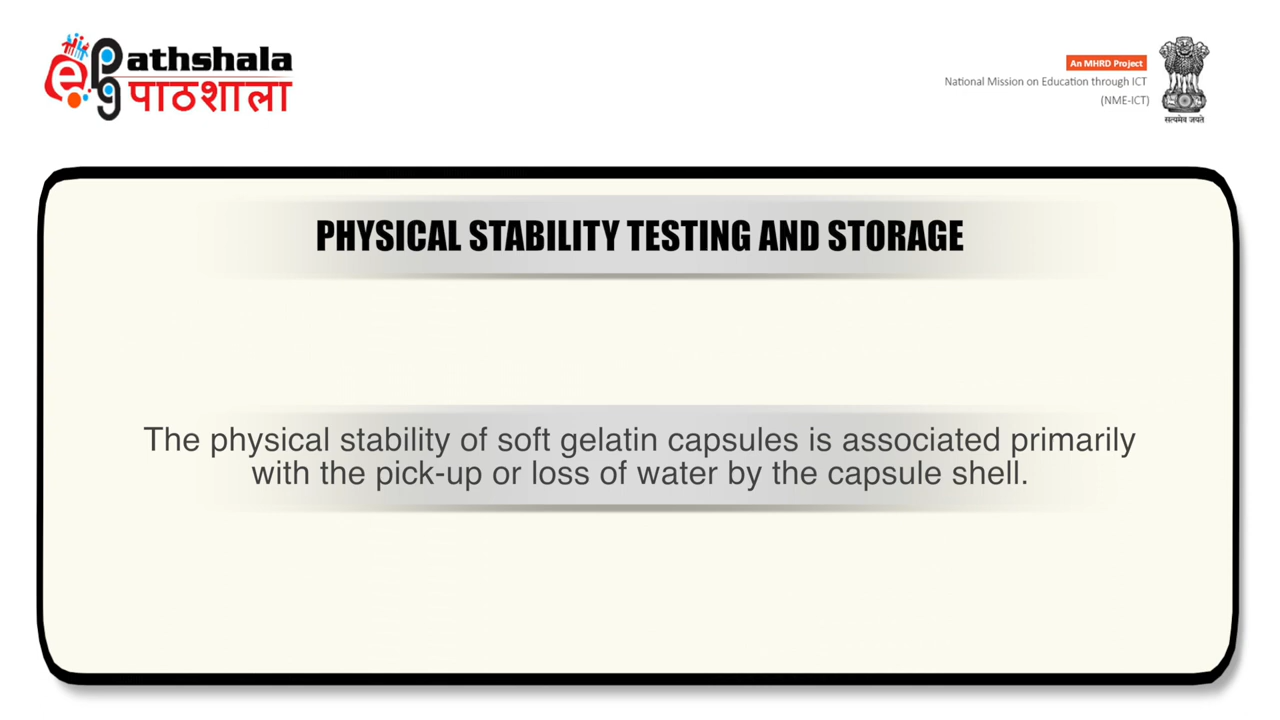 epg
athshala
पाठशाला
An MHRD Project
National Mission on Education through ICT
(NME-ICT)
सत्यमेव जयते
PHYSICAL STABILITY TESTING AND STORAGE
The physical stability of soft gelatin capsules is associated primarily
with the pick-up or loss of water by the capsule shell.